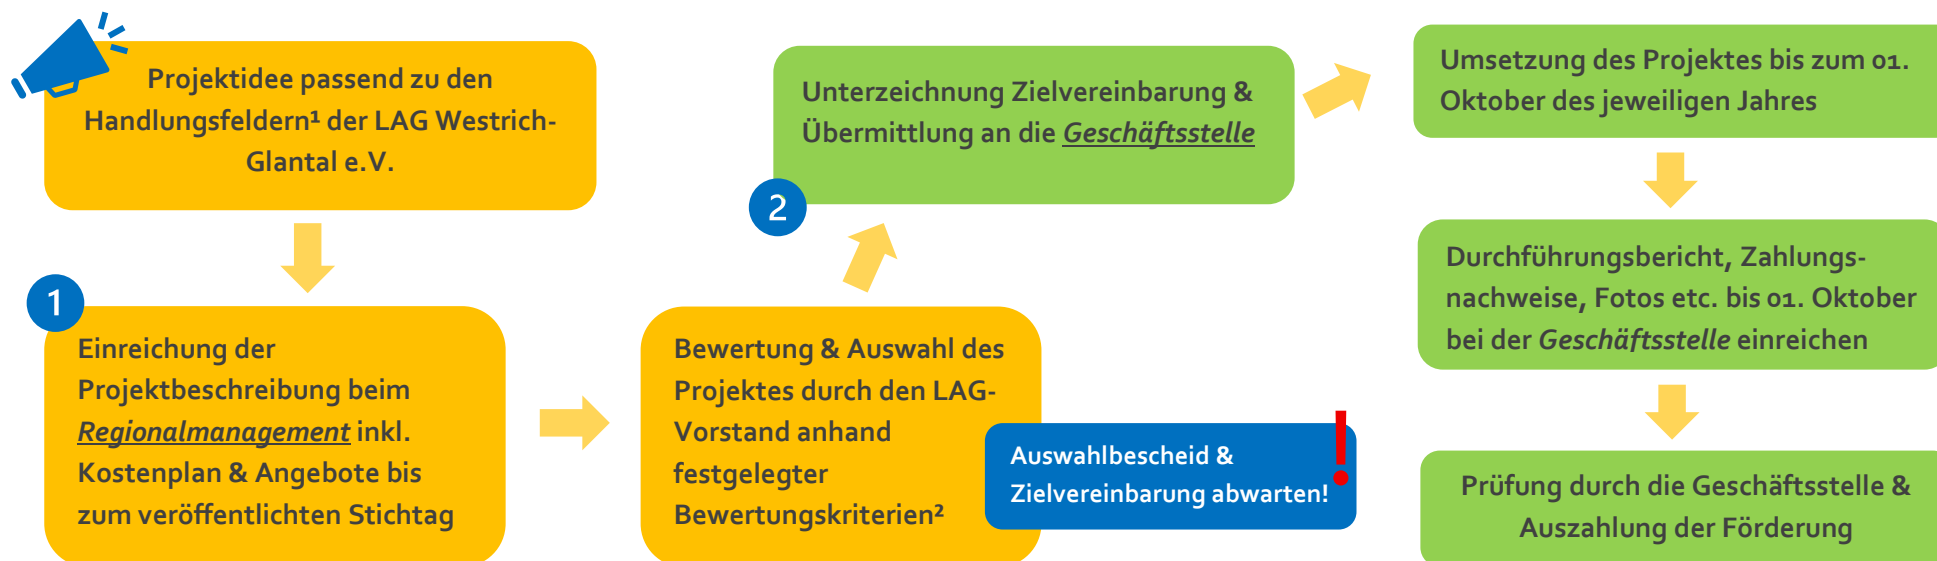 Projektidee passend zu den
Handlungsfeldern¹ der LAG Westrich-
Glantal e.V.
1
Einreichung der
Projektbeschreibung beim
Regionalmanagement inkl.
Kostenplan & Angebote bis
zum veröffentlichten Stichtag
Bewertung & Auswahl des
Projektes durch den LAG-
Vorstand anhand
festgelegter
Bewertungskriterien²
Auswahlbescheid &
Zielvereinbarung abwarten!
!
2
Unterzeichnung Zielvereinbarung &
Übermittlung an die Geschäftsstelle
Umsetzung des Projektes bis zum 01.
Oktober des jeweiligen Jahres
Durchführungsbericht, Zahlungs-
nachweise, Fotos etc. bis 01. Oktober
bei der Geschäftsstelle einreichen
Prüfung durch die Geschäftsstelle &
Auszahlung der Förderung